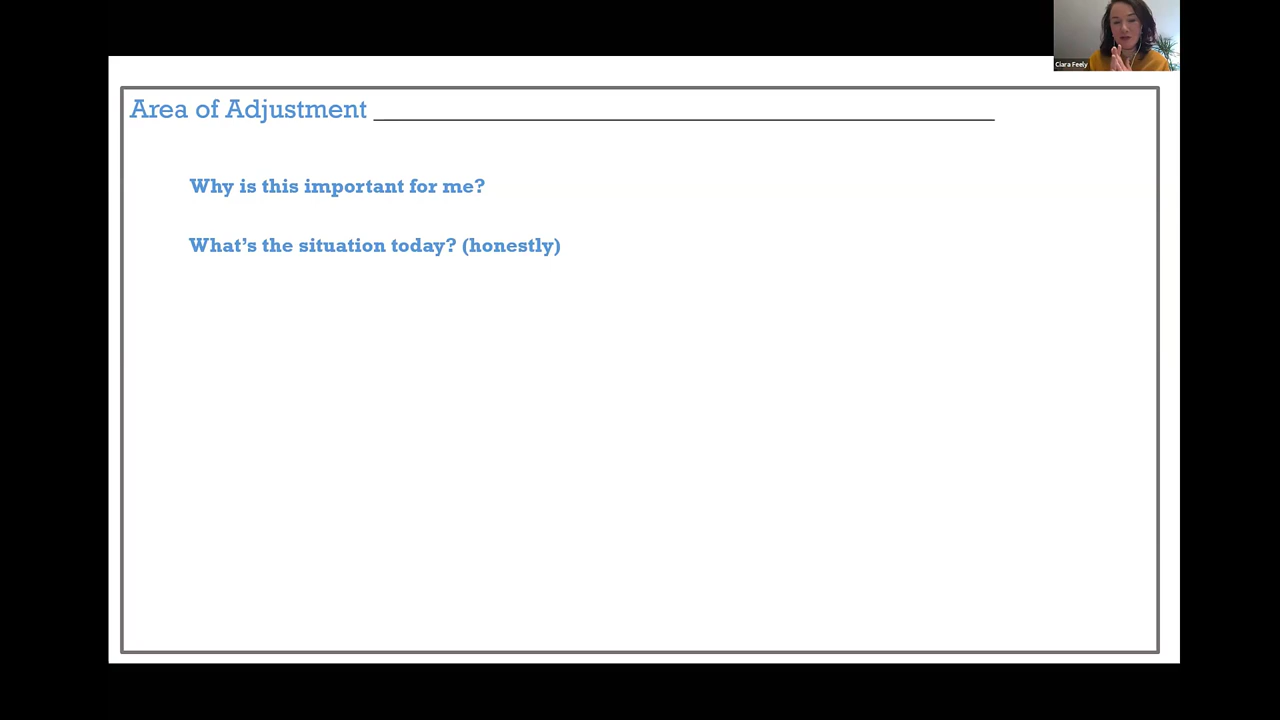 Ciara Feely
Area of Adjustment ______________________________
Why is this important for me?
What’s the situation today? (honestly)